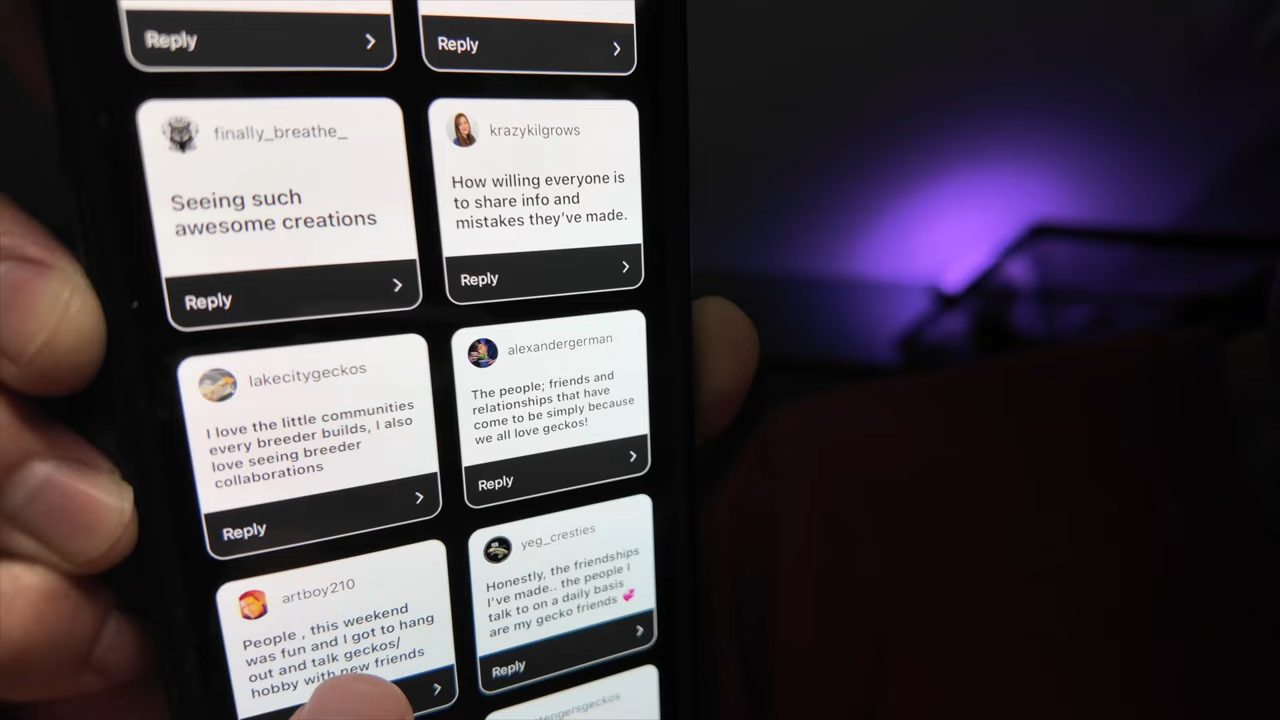 Reply
Reply
finally_breathe_
Seeing such
awesome creations
Reply
krazykilgrows
How willing everyone is
to share info and
mistakes they've made.
Reply
lakecitygeckos
I love the little communities
every breeder builds, I also
love seeing breeder
collaborations
Reply
alexandergerman
The people; friends and
relationships that have
come to be simply because
we all love geckos!
Reply
artboy210
People , this weekend
was fun and I got to hang
out and talk geckos/
hobby with new friends
yeg_cresties
Honestly, the friendships
I've made.. the people I
talk to on a daily basis
are my gecko friends 💞
Reply